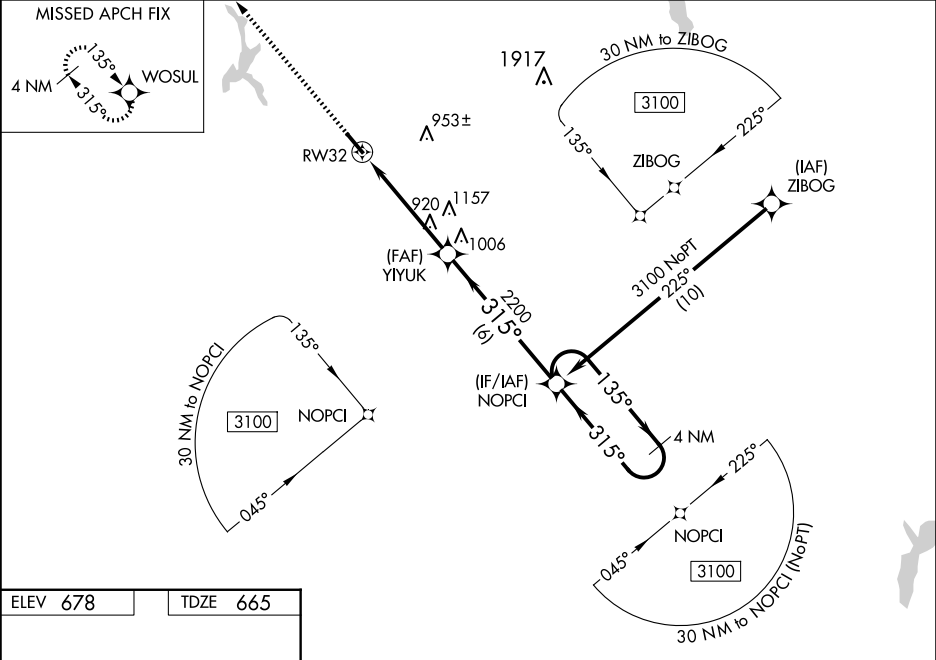 MISSED APCH FIX
135°
WOSUL
4 NM
315°
1917
30 NM to ZIBOG
3100
135°
225°
ZIBOG
953±
RW32
(IAF)
ZIBOG
920
1157
1006
(FAF)
YIYUK
3100 NoPT
225°
(10)
2200
315°
(6)
135°
30 NM to NOPCI
3100
NOPCI
045°
(IF/IAF)
NOPCI
135°
315°
4 NM
225°
NOPCI
045°
3100
30 NM to NOPCI (NoPT)
ELEV 678
TDZE 665